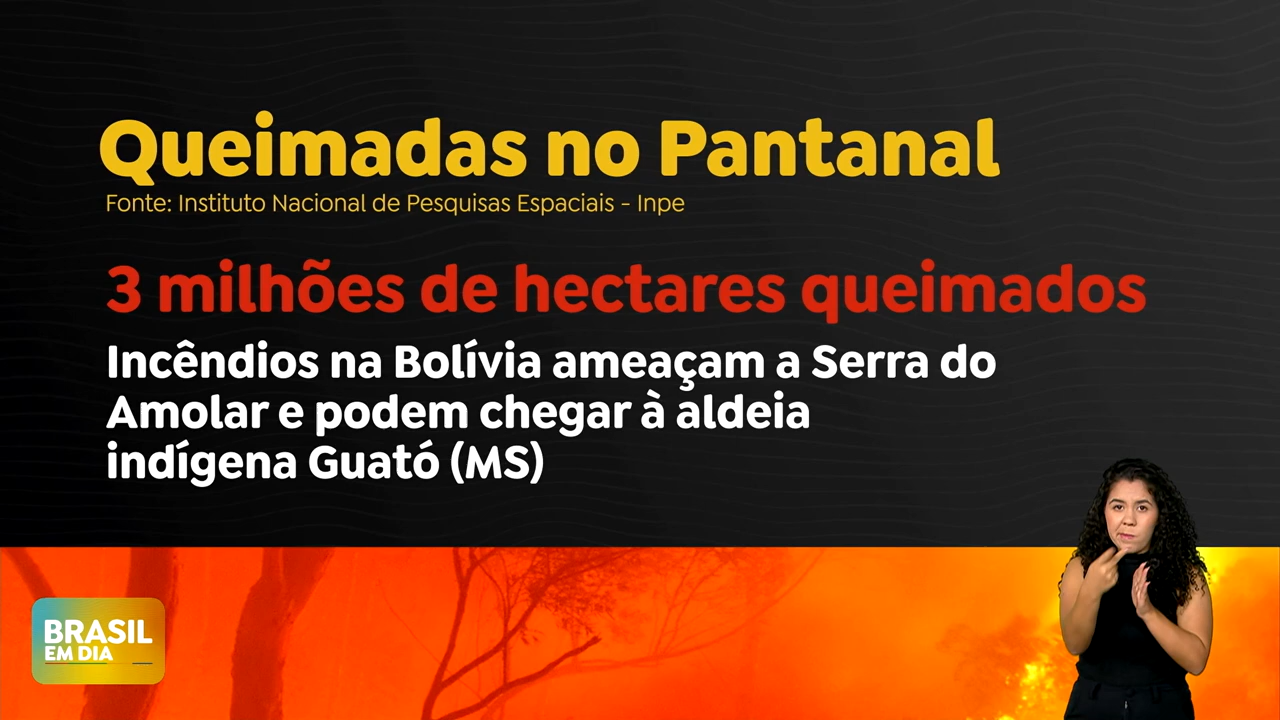 Queimadas no Pantanal
Fonte: Instituto Nacional de Pesquisas Espaciais - Inpe
3 milhões de hectares queimados
Incêndios na Bolívia ameaçam a Serra do
Amolar e podem chegar à aldeia
indígena Guató (MS)
BRASIL
EM DIA